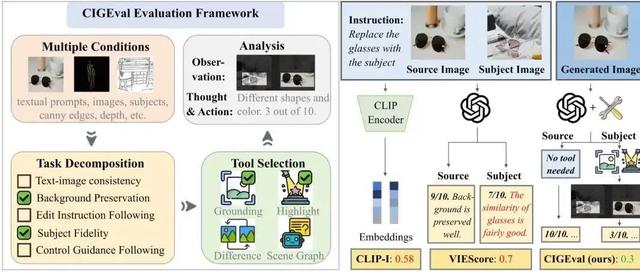 CIGEval Evaluation Framework
Multiple Conditions
textual prompts, images, subjects,
canny edges, depth, etc.
Analysis
Obser-
vation:
Thought
& Action:
Different shapes and
color. 3 out of 10.
Task Decomposition
Text-image consistency
Background Preservation
Edit Instruction Following
Subject Fidelity
Control Guidance Following
Tool Selection
Grounding
Highlight
Difference
Scene Graph
Instruction:
Replace the
glasses with
the subject
Source Image
Subject Image
Generated Image
CLIP
Encoder
Embeddings
CLIP-I: 0.58
Source
Subject
9/10. Back-
ground is
preserved
well.
7/10. The
similarity of
glasses is
fairly good.
VIEScore: 0.7
Source
Subject
No tool
needed
10/10. ...
3/10. ...
CIGEval (ours): 0.3